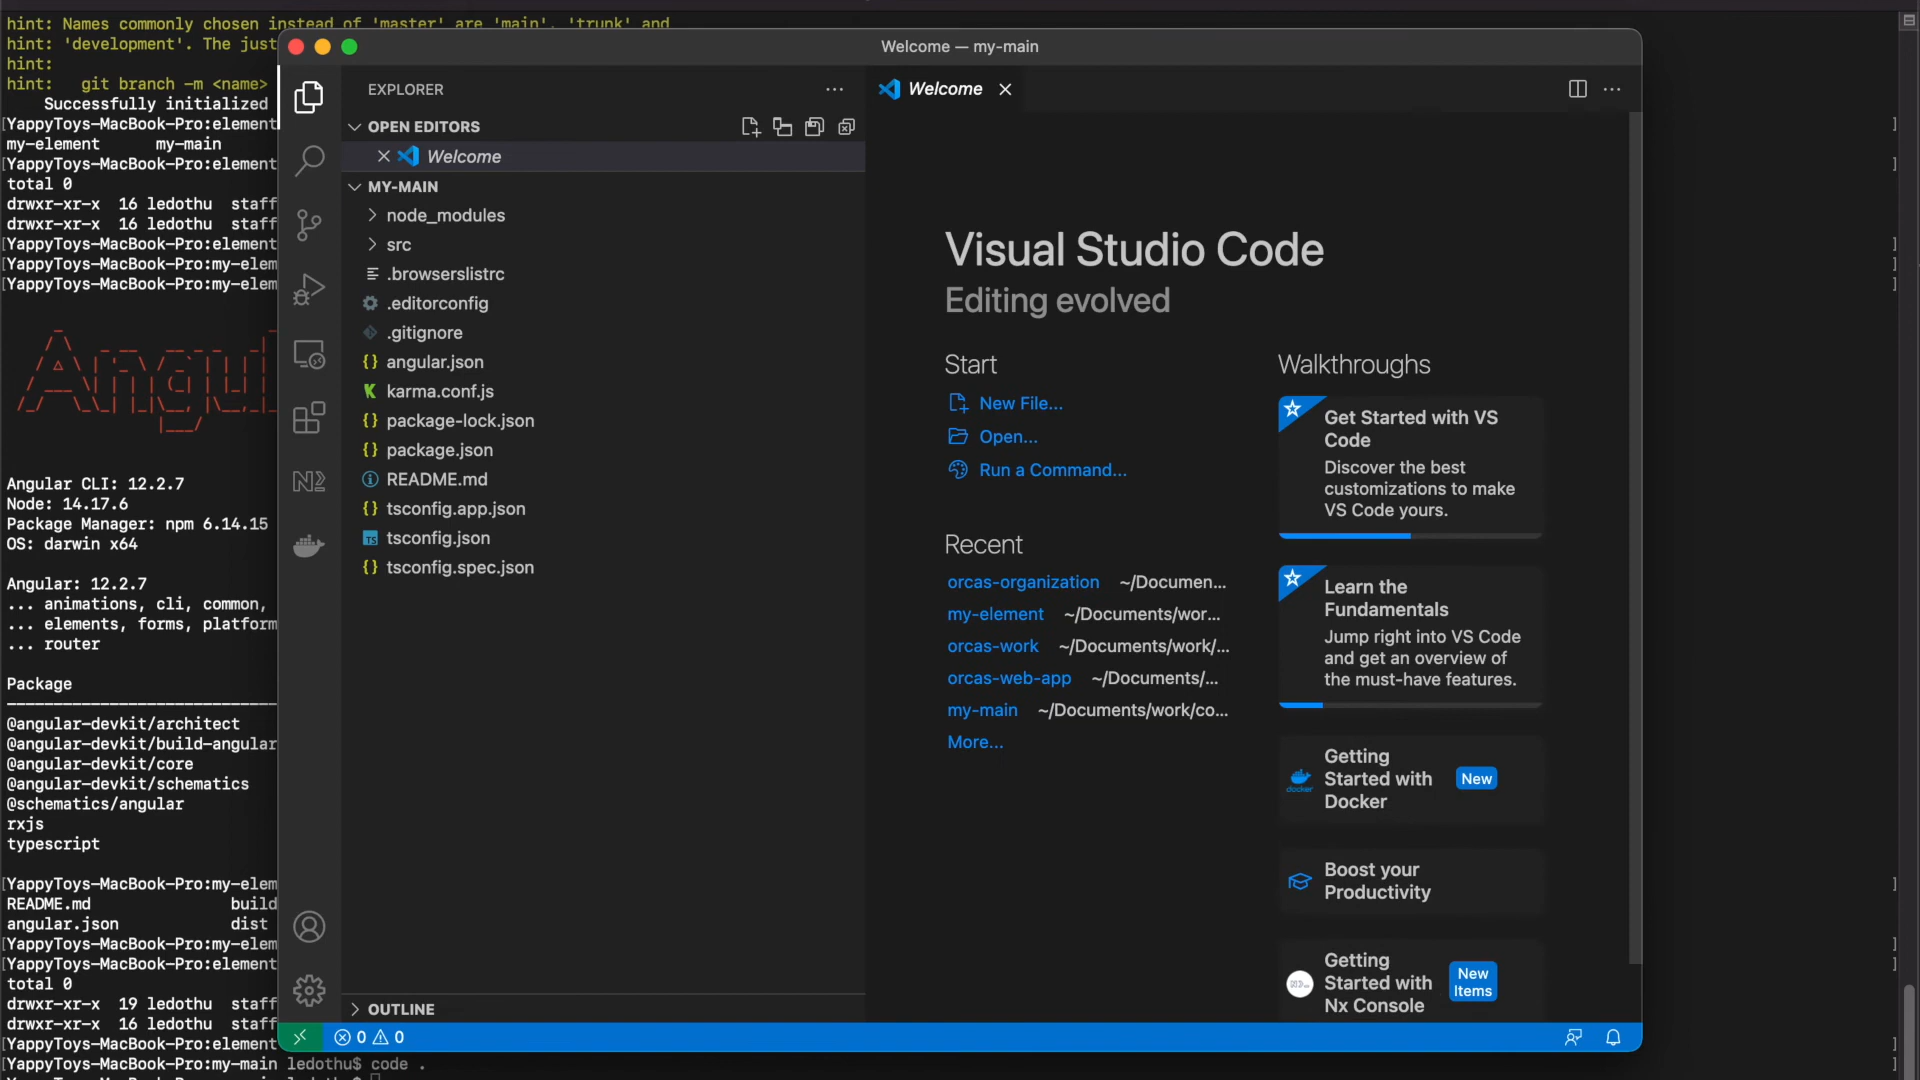 hint: Names commonly chosen instead of 'master' are 'main', 'trunk' and
hint: 'development'. The just
hint:
hint:   git branch -m <name>
Successfully initialized
[YappyToys-MacBook-Pro:element
my-element      my-main
[YappyToys-MacBook-Pro:element
total 0
drwxr-xr-x  16 ledothu  staff
drwxr-xr-x  16 ledothu  staff
[YappyToys-MacBook-Pro:element
[YappyToys-MacBook-Pro:my-elem
[YappyToys-MacBook-Pro:my-elem
Angul
Angular CLI: 12.2.7
Node: 14.17.6
Package Manager: npm 6.14.15
OS: darwin x64
Angular: 12.2.7
... animations, cli, common,
... elements, forms, platform
... router
Package
------------------------------
@angular-devkit/architect
@angular-devkit/build-angular
@angular-devkit/core
@angular-devkit/schematics
@schematics/angular
rxjs
typescript
[YappyToys-MacBook-Pro:my-elem
README.md               build
angular.json            dist
[YappyToys-MacBook-Pro:my-elem
[YappyToys-MacBook-Pro:element
total 0
drwxr-xr-x  19 ledothu  staff
drwxr-xr-x  16 ledothu  staff
[YappyToys-MacBook-Pro:element
[YappyToys-MacBook-Pro:my-main ledothu$ code .
Welcome — my-main
EXPLORER
OPEN EDITORS
Welcome
MY-MAIN
node_modules
src
.browserslistrc
.editorconfig
.gitignore
{} angular.json
K karma.conf.js
{} package-lock.json
{} package.json
README.md
{} tsconfig.app.json
TS tsconfig.json
{} tsconfig.spec.json
OUTLINE
0 0
Welcome
Visual Studio Code
Editing evolved
Start
New File...
Open...
Run a Command...
Recent
orcas-organization ~/Documen...
my-element ~/Documents/wor...
orcas-work ~/Documents/work/...
orcas-web-app ~/Documents/...
my-main ~/Documents/work/co...
More...
Walkthroughs
Get Started with VS
Code
Discover the best
customizations to make
VS Code yours.
Learn the
Fundamentals
Jump right into VS Code
and get an overview of
the must-have features.
docker
Getting
Started with
Docker
New
Boost your
Productivity
Getting
Started with
Nx Console
New
Items